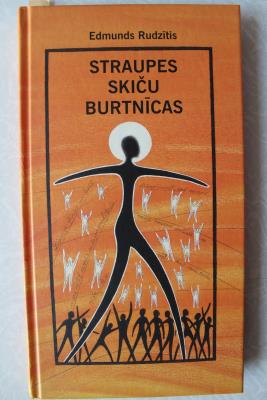 Edmunds Rudzītis
STRAUPES
SKIČU
BURTNĪCAS